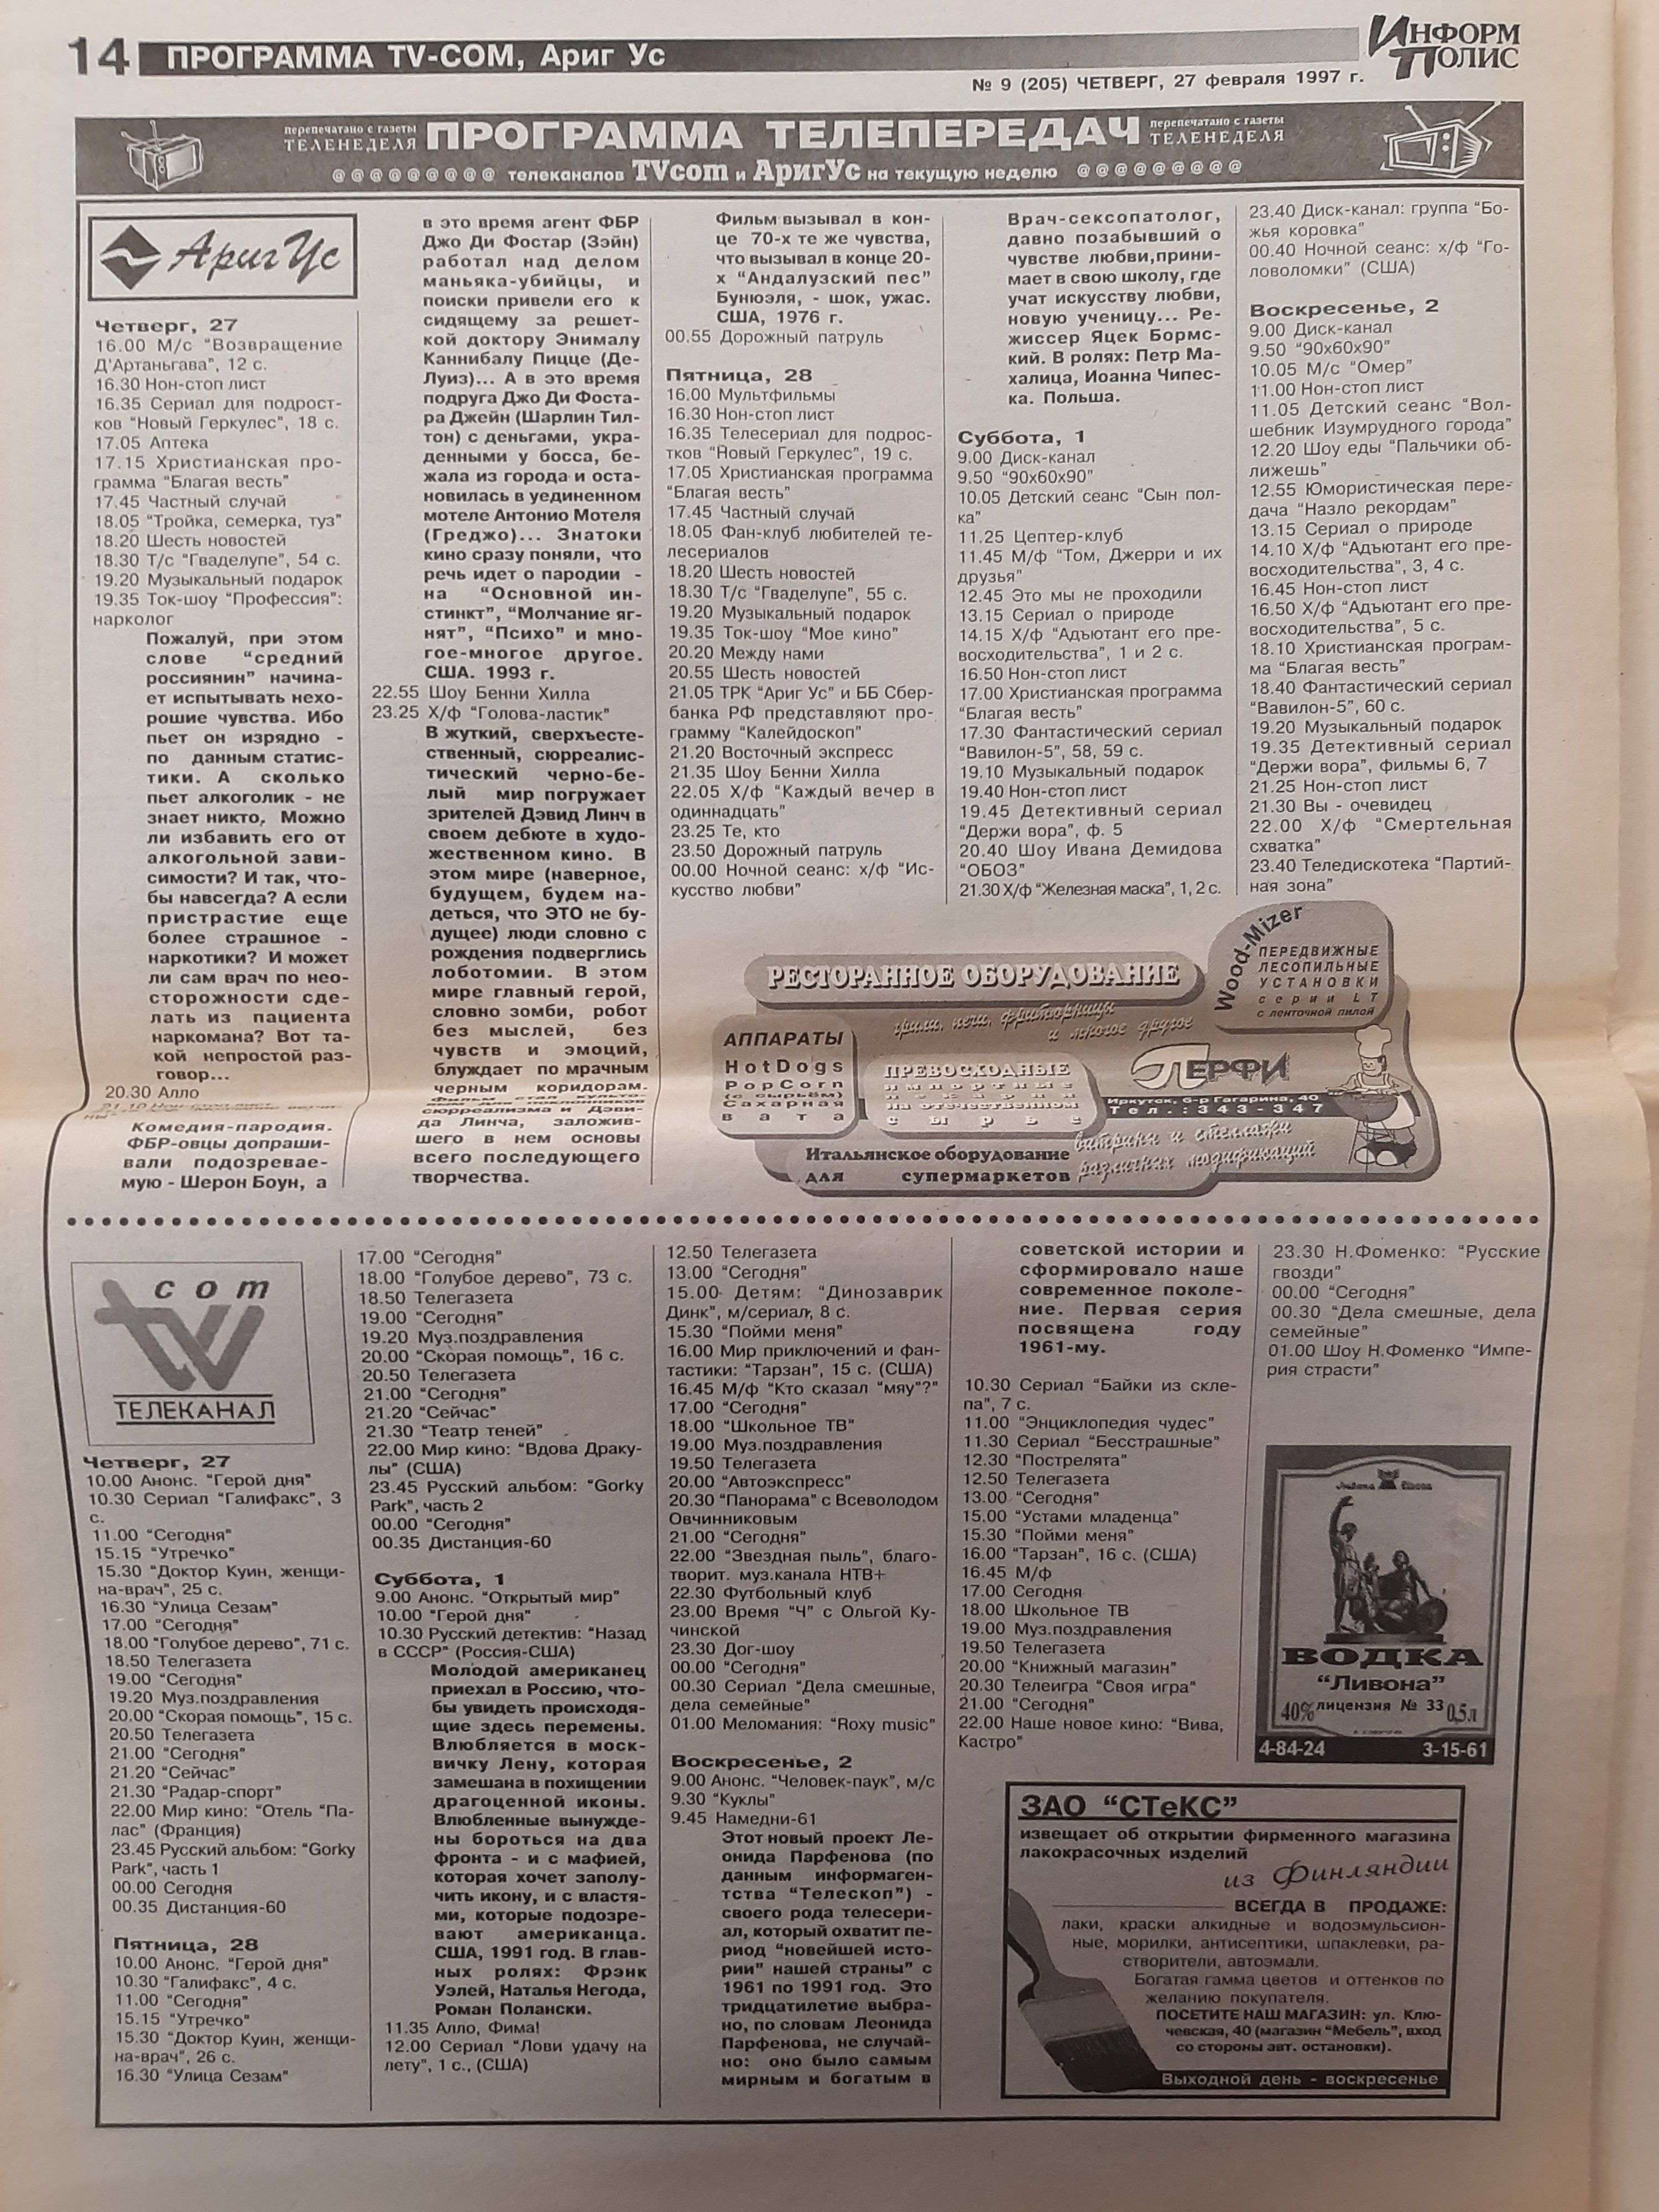 14 ПРОГРАММА TV-COM, Ариг Ус
ИНФОРМ ПОЛИС
№ 9 (205) ЧЕТВЕРГ, 27 февраля 1997 г.
перепечатано с газеты ТЕЛЕНЕДЕЛЯ
ПРОГРАММА ТЕЛЕПЕРЕДАЧ
перепечатано с газеты ТЕЛЕНЕДЕЛЯ
@ @ @ @ @ @ @ @ @ телеканалов TVcom и АригУс на текущую неделю @ @ @ @ @ @ @ @ @
Ариг Ус
Четверг, 27
16.00 М/с "Возвращение
Д'Артаньгава", 12 с.
16.30 Нон-стоп лист
16.35 Сериал для подрост-
ков "Новый Геркулес", 18 с.
17.05 Аптека
17.15 Христианская про-
грамма "Благая весть"
17.45 Частный случай
18.05 "Тройка, семерка, туз"
18.20 Шесть новостей
18.30 Т/с "Гваделупе", 54 с.
19.20 Музыкальный подарок
19.35 Ток-шоу "Профессия":
нарколог
Пожалуй, при этом
слове "средний
россиянин" начина-
ет испытывать нехо-
рошие чувства. Ибо
пьет он изрядно -
по данным статис-
тики. А сколько
пьет алкоголик - не
знает никто. Можно
ли избавить его от
алкогольной зави-
симости? И так, что-
бы навсегда? А если
пристрастие еще
более страшное -
наркотики? И может
ли сам врач по нео-
сторожности сде-
лать из пациента
наркомана? Вот та-
кой непростой раз-
говор...
20.30 Алло
21.10 Нон-стоп лист
Комедия-пародия.
ФБР-овцы допраши-
вали подозревае-
мую - Шерон Боун, а
в это время агент ФБР
Джо Ди Фостар (Зэйн)
работал над делом
маньяка-убийцы, и
поиски привели его к
сидящему за решет-
кой доктору Энималу
Каннибалу Пицце (Де-
Луиз)... А в это время
подруга Джо Ди Фоста-
ра Джейн (Шарлин Тил-
тон) с деньгами, укра-
денными у босса, бе-
жала из города и оста-
новилась в уединенном
мотеле Антонио Мотеля
(Греджо)... Знатоки
кино сразу поняли, что
речь идет о пародии -
на "Основной ин-
стинкт", "Молчание яг-
нят", "Психо" и мно-
гое-многое другое.
США. 1993 г.
22.55 Шоу Бенни Хилла
23.25 Х/ф "Голова-ластик"
В жуткий, сверхъесте-
ственный, сюрреалис-
тический черно-бе-
лый мир погружает
зрителей Дэвид Линч в
своем дебюте в худо-
жественном кино. В
этом мире (наверное,
будущем, будем на-
деться, что ЭТО не бу-
дущее) люди словно с
рождения подверглись
лоботомии. В этом
мире главный герой,
словно зомби, робот
без мыслей, без
чувств и эмоций,
блуждает по мрачным
черным коридорам.
Фильм стал культо-
сюрреализма и Дэви-
да Линча, заложив-
шего в нем основы
всего последующего
творчества.
Фильм вызывал в кон-
це 70-х те же чувства,
что вызывал в конце 20-
х "Андалузский пес"
Бунюэля, - шок, ужас.
США, 1976 г.
00.55 Дорожный патруль
Пятница, 28
16.00 Мультфильмы
16.30 Нон-стоп лист
16.35 Телесериал для подрос-
тков "Новый Геркулес", 19 с.
17.05 Христианская программа
"Благая весть"
17.45 Частный случай
18.05 Фан-клуб любителей те-
лесериалов
18.20 Шесть новостей
18.30 Т/с "Гваделупе", 55 с.
19.20 Музыкальный подарок
19.35 Ток-шоу "Мое кино"
20.20 Между нами
20.55 Шесть новостей
21.05 ТРК "Ариг Ус" и ББ Сбер-
банка РФ представляют про-
грамму "Калейдоскоп"
21.20 Восточный экспресс
21.35 Шоу Бенни Хилла
22.05 Х/ф "Каждый вечер в
одиннадцать"
23.25 Те, кто
23.50 Дорожный патруль
00.00 Ночной сеанс: х/ф "Ис-
кусство любви"
Врач-сексопатолог,
давно позабывший о
чувстве любви,прини-
мает в свою школу, где
учат искусству любви,
новую ученицу... Ре-
жиссер Яцек Бормс-
кий. В ролях: Петр Ма-
халица, Иоанна Чипес-
ка. Польша.
Суббота, 1
9.00 Диск-канал
9.50 "90х60х90"
10.05 Детский сеанс "Сын пол-
ка"
11.25 Цептер-клуб
11.45 М/ф "Том, Джерри и их
друзья"
12.45 Это мы не проходили
13.15 Сериал о природе
14.15 Х/ф "Адъютант его пре-
восходительства", 1 и 2 с.
16.50 Нон-стоп лист
17.00 Христианская программа
"Благая весть"
17.30 Фантастический сериал
"Вавилон-5", 58, 59 с.
19.10 Музыкальный подарок
19.40 Нон-стоп лист
19.45 Детективный сериал
"Держи вора", ф. 5
20.40 Шоу Ивана Демидова
"ОБОЗ"
21.30 Х/ф "Железная маска", 1, 2 с.
23.40 Диск-канал: группа "Бо-
жья коровка"
00.40 Ночной сеанс: х/ф "Го-
ловоломки" (США)
Воскресенье, 2
9.00 Диск-канал
9.50 "90х60х90"
10.05 М/с "Омер"
11.00 Нон-стоп лист
11.05 Детский сеанс "Вол-
шебник Изумрудного города"
12.20 Шоу еды "Пальчики об-
лижешь"
12.55 Юмористическая пере-
дача "Назло рекордам"
13.15 Сериал о природе
14.10 Х/ф "Адъютант его пре-
восходительства", 3, 4 с.
16.45 Нон-стоп лист
16.50 Х/ф "Адъютант его пре-
восходительства", 5 с.
18.10 Христианская програм-
ма "Благая весть"
18.40 Фантастический сериал
"Вавилон-5", 60 с.
19.20 Музыкальный подарок
19.35 Детективный сериал
"Держи вора", фильмы 6, 7
21.25 Нон-стоп лист
21.30 Вы - очевидец
22.00 Х/ф "Смертельная
схватка"
23.40 Теледискотека "Партий-
ная зона"
РЕСТОРАННОЕ ОБОРУДОВАНИЕ
грили, печи, фритюрницы
и многое другое
Wood-Mizer
ПЕРЕДВИЖНЫЕ
ЛЕСОПИЛЬНЫЕ
УСТАНОВКИ
серии LT
с ленточной пилой
АППАРАТЫ
HotDogs
PopCorn
(с сырьём)
Сахарная
вата
ПРЕВОСХОДНЫЕ
импортные
пекарни
на отечественном
сырье
ПЕРФИ
Иркутск, б-р Гагарина, 40
Тел.: 343-347
Итальянское оборудование
для супермаркетов
витрины и стеллажи
различных модификаций
com
TV
ТЕЛЕКАНАЛ
Четверг, 27
10.00 Анонс. "Герой дня"
10.30 Сериал "Галифакс", 3
с.
11.00 "Сегодня"
15.15 "Утречко"
15.30 "Доктор Куин, женщи-
на-врач", 25 с.
16.30 "Улица Сезам"
17.00 "Сегодня"
18.00 "Голубое дерево", 71 с.
18.50 Телегазета
19.00 "Сегодня"
19.20 Муз.поздравления
20.00 "Скорая помощь", 15 с.
20.50 Телегазета
21.00 "Сегодня"
21.20 "Сейчас"
21.30 "Радар-спорт"
22.00 Мир кино: "Отель "Па-
лас" (Франция)
23.45 Русский альбом: "Gorky
Park", часть 1
00.00 Сегодня
00.35 Дистанция-60
Пятница, 28
10.00 Анонс. "Герой дня"
10.30 "Галифакс", 4 с.
11.00 "Сегодня"
15.15 "Утречко"
15.30 "Доктор Куин, женщи-
на-врач", 26 с.
16.30 "Улица Сезам"
17.00 "Сегодня"
18.00 "Голубое дерево", 73 с.
18.50 Телегазета
19.00 "Сегодня"
19.20 Муз.поздравления
20.00 "Скорая помощь", 16 с.
20.50 Телегазета
21.00 "Сегодня"
21.20 "Сейчас"
21.30 "Театр теней"
22.00 Мир кино: "Вдова Драку-
лы" (США)
23.45 Русский альбом: "Gorky
Park", часть 2
00.00 "Сегодня"
00.35 Дистанция-60
Суббота, 1
9.00 Анонс. "Открытый мир"
10.00 "Герой дня"
10.30 Русский детектив: "Назад
в СССР" (Россия-США)
Молодой американец
приехал в Россию, что-
бы увидеть происходя-
щие здесь перемены.
Влюбляется в моск-
вичку Лену, которая
замешана в похищении
драгоценной иконы.
Влюбленные вынужде-
ны бороться на два
фронта - и с мафией,
которая хочет заполу-
чить икону, и с властя-
ми, которые подозре-
вают американца.
США, 1991 год. В глав-
ных ролях: Фрэнк
Уэлей, Наталья Негода,
Роман Полански.
11.35 Алло, Фима!
12.00 Сериал "Лови удачу на
лету", 1 с., (США)
12.50 Телегазета
13.00 "Сегодня"
15.00 Детям: "Динозаврик
Динк", м/сериал, 8 с.
15.30 "Пойми меня"
16.00 Мир приключений и фан-
тастики: "Тарзан", 15 с. (США)
16.45 М/ф "Кто сказал "мяу"?"
17.00 "Сегодня"
18.00 "Школьное ТВ"
19.00 Муз.поздравления
19.50 Телегазета
20.00 "Автоэкспресс"
20.30 "Панорама" с Всеволодом
Овчинниковым
21.00 "Сегодня"
22.00 "Звездная пыль", благо-
творит. муз.канала НТВ+
22.30 Футбольный клуб
23.00 Время "Ч" с Ольгой Ку-
чинской
23.30 Дог-шоу
00.00 "Сегодня"
00.30 Сериал "Дела смешные,
дела семейные"
01.00 Меломания: "Roxy music"
Воскресенье, 2
9.00 Анонс. "Человек-паук", м/с
9.30 "Куклы"
9.45 Намедни-61
Этот новый проект Ле-
онида Парфенова (по
данным информаген-
тства "Телескоп") -
своего рода телесери-
ал, который охватит пе-
риод "новейшей исто-
рии" нашей страны" с
1961 по 1991 год. Это
тридцатилетие выбра-
но, по словам Леонида
Парфенова, не случай-
но: оно было самым
мирным и богатым в
советской истории и
сформировало наше
современное поколе-
ние. Первая серия
посвящена году
1961-му.
10.30 Сериал "Байки из скле-
па", 7 с.
11.00 "Энциклопедия чудес"
11.30 Сериал "Бесстрашные"
12.30 "Пострелята"
12.50 Телегазета
13.00 "Сегодня"
15.00 "Устами младенца"
15.30 "Пойми меня"
16.00 "Тарзан", 16 с. (США)
16.45 М/ф
17.00 Сегодня
18.00 Школьное ТВ
19.00 Муз.поздравления
19.50 Телегазета
20.00 "Книжный магазин"
20.30 Телеигра "Своя игра"
21.00 "Сегодня"
22.00 Наше новое кино: "Вива,
Кастро"
23.30 Н.Фоменко: "Русские
гвозди"
00.00 "Сегодня"
00.30 "Дела смешные, дела
семейные"
01.00 Шоу Н.Фоменко "Импе-
рия страсти"
ВОДКА
"Ливона"
40% лицензия № 33 0,5л
4-84-24 3-15-61
ЗАО "СТеКС"
извещает об открытии фирменного магазина
лакокрасочных изделий
из Финляндии
ВСЕГДА В ПРОДАЖЕ:
лаки, краски алкидные и водоэмульсион-
ные, морилки, антисептики, шпаклевки, ра-
створители, автоэмали.
Богатая гамма цветов и оттенков по
желанию покупателя.
ПОСЕТИТЕ НАШ МАГАЗИН: ул. Клю-
чевская, 40 (магазин "Мебель", вход
со стороны авт. остановки).
Выходной день - воскресенье